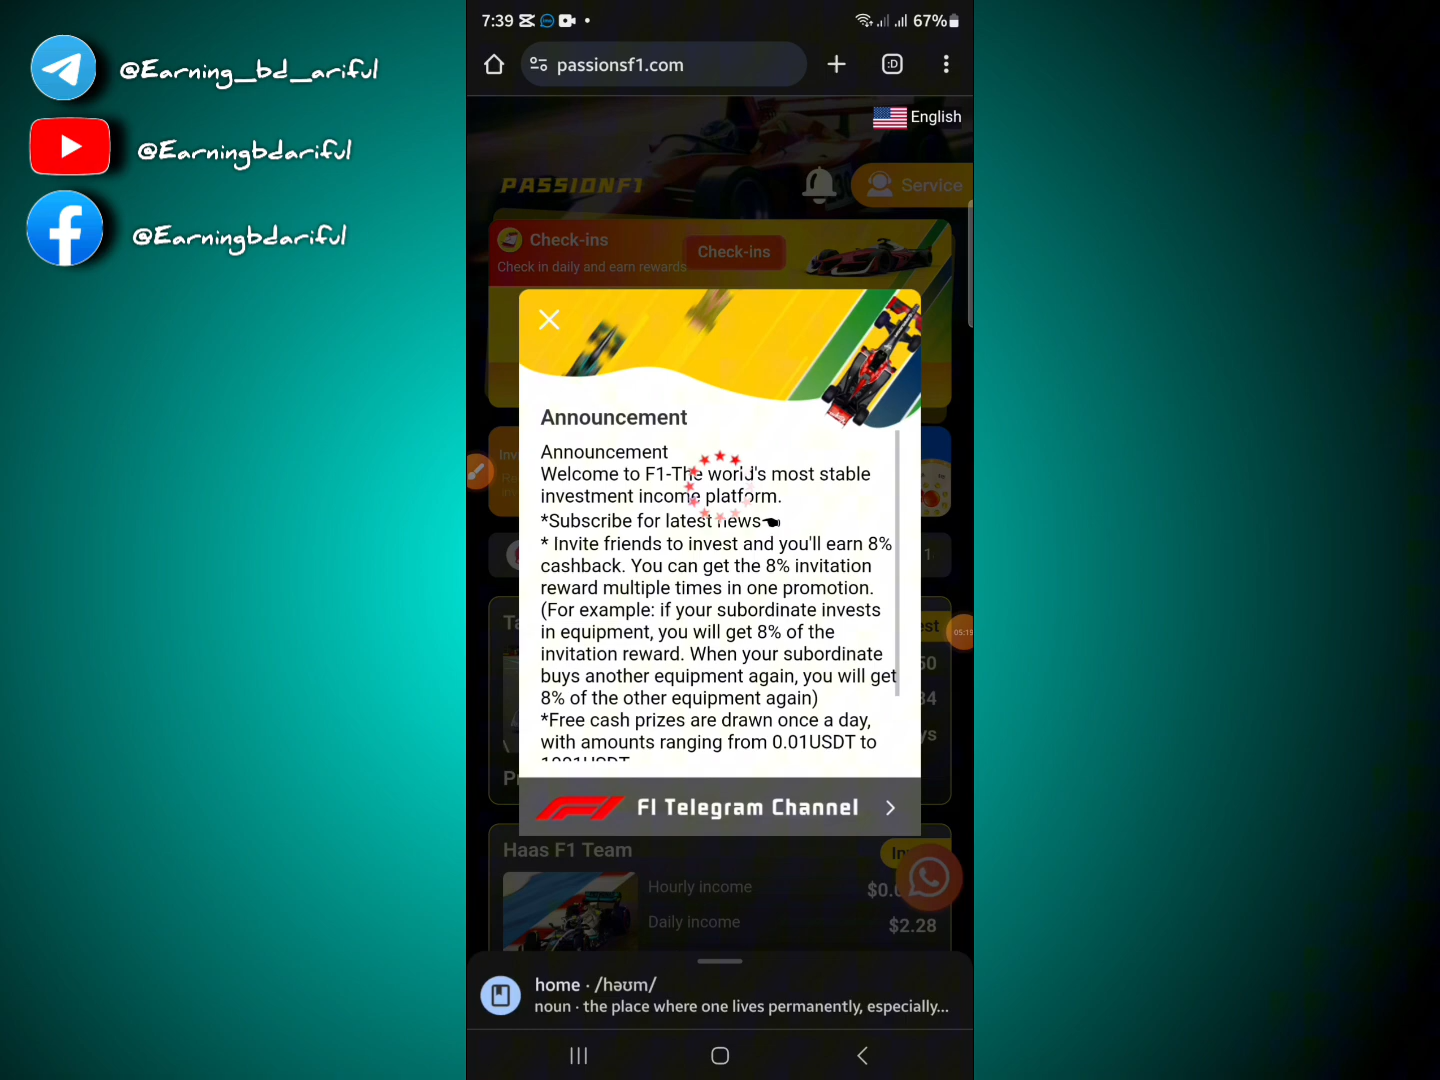 @Earning_bd_ariful
@Earningbdariful
@Earningbdariful
7:39
67%
passionsf1.com
:D
English
PASSIONF1
Service
Check-ins
Check in daily and earn rewards
Check-ins
Announcement
Announcement
Welcome to F1-The world's most stable
investment income platform.
*Subscribe for latest news
* Invite friends to invest and you'll earn 8%
cashback. You can get the 8% invitation
reward multiple times in one promotion.
(For example: if your subordinate invests
in equipment, you will get 8% of the
invitation reward. When your subordinate
buys another equipment again, you will get
8% of the other equipment again)
*Free cash prizes are drawn once a day,
with amounts ranging from 0.01USDT to
05:19
F1 Telegram Channel
Haas F1 Team
Hourly income
Daily income
$2.28
home · /həʊm/
noun · the place where one lives permanently, especially...